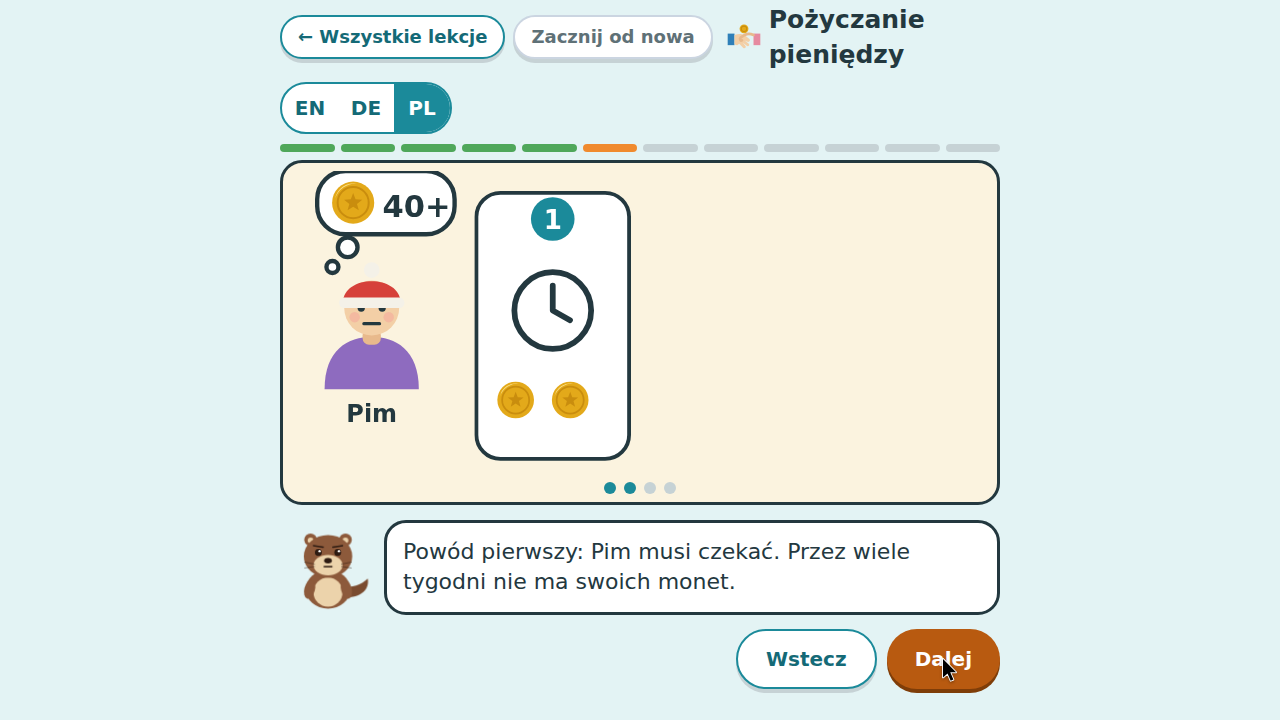 ← Wszystkie lekcje
Zacznij od nowa
Pożyczanie
pieniędzy
EN DE PL
40+
1
Pim
Powód pierwszy: Pim musi czekać. Przez wiele
tygodni nie ma swoich monet.
Wstecz
Dalej